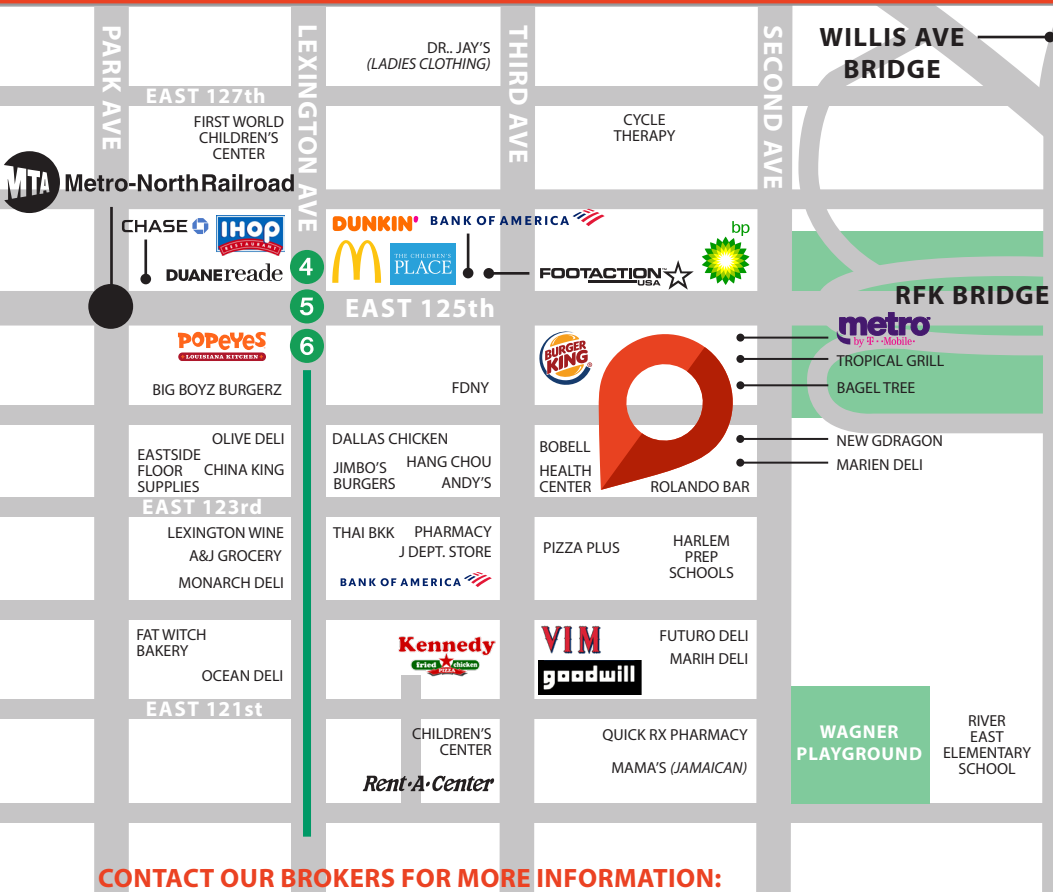 PARK AVE
LEXINGTON AVE
THIRD AVE
SECOND AVE
WILLIS AVE
BRIDGE
DR.. JAY'S
(LADIES CLOTHING)
EAST 127th
FIRST WORLD
CHILDREN'S
CENTER
CYCLE
THERAPY
MTA Metro-North Railroad
CHASE
IHOP
RESTAURANT
DUANEreade
DUNKIN'
BANK OF AMERICA
M
THE CHILDREN'S
PLACE
FOOTACTION
USA
bp
4
5
6
EAST 125th
RFK BRIDGE
POPEYES
LOUISIANA KITCHEN
BIG BOYZ BURGERZ
FDNY
BURGER
KING
metro
by T-Mobile
TROPICAL GRILL
BAGEL TREE
OLIVE DELI
EASTSIDE
FLOOR
SUPPLIES
CHINA KING
DALLAS CHICKEN
JIMBO'S
BURGERS
HANG CHOU
ANDY'S
BOBELL
HEALTH
CENTER
ROLANDO BAR
NEW GDRAGON
MARIEN DELI
EAST 123rd
LEXINGTON WINE
A&J GROCERY
MONARCH DELI
THAI BKK
PHARMACY
J DEPT. STORE
BANK OF AMERICA
PIZZA PLUS
HARLEM
PREP
SCHOOLS
FAT WITCH
BAKERY
OCEAN DELI
Kennedy
fried chicken
PIZZA
VIM
goodwill
FUTURO DELI
MARIH DELI
EAST 121st
CHILDREN'S
CENTER
Rent-A-Center
QUICK RX PHARMACY
MAMA'S (JAMAICAN)
WAGNER
PLAYGROUND
RIVER
EAST
ELEMENTARY
SCHOOL
CONTACT OUR BROKERS FOR MORE INFORMATION: